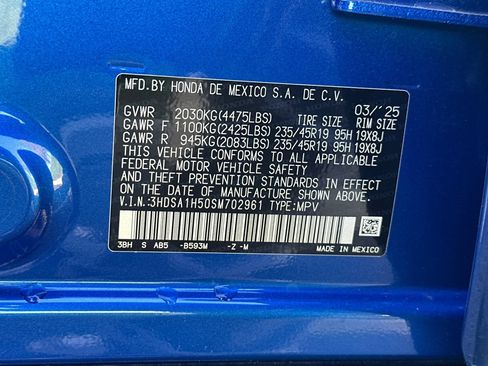 MFD.BY HONDA DE MEXICO S.A. DE C.V. 03/'25
GVWR 2030KG(4475LBS) TIRE SIZE RIM SIZE
GAWR F 1100KG(2425LBS) 235/45R19 95H 19X8J
GAWR R 945KG(2083LBS) 235/45R19 95H 19X8J
THIS VEHICLE CONFORMS TO ALL APPLICABLE
FEDERAL MOTOR VEHICLE SAFETY
AND THEFT PREVENTION STANDARDS IN EFFECT
ON THE DATE OF MANUFACTURE SHOWN ABOVE.
V.I.N.:3HDSA1H50SM702961 TYPE:MPV
3BH S AB5 -B593M -Z -M MADE IN MEXICO